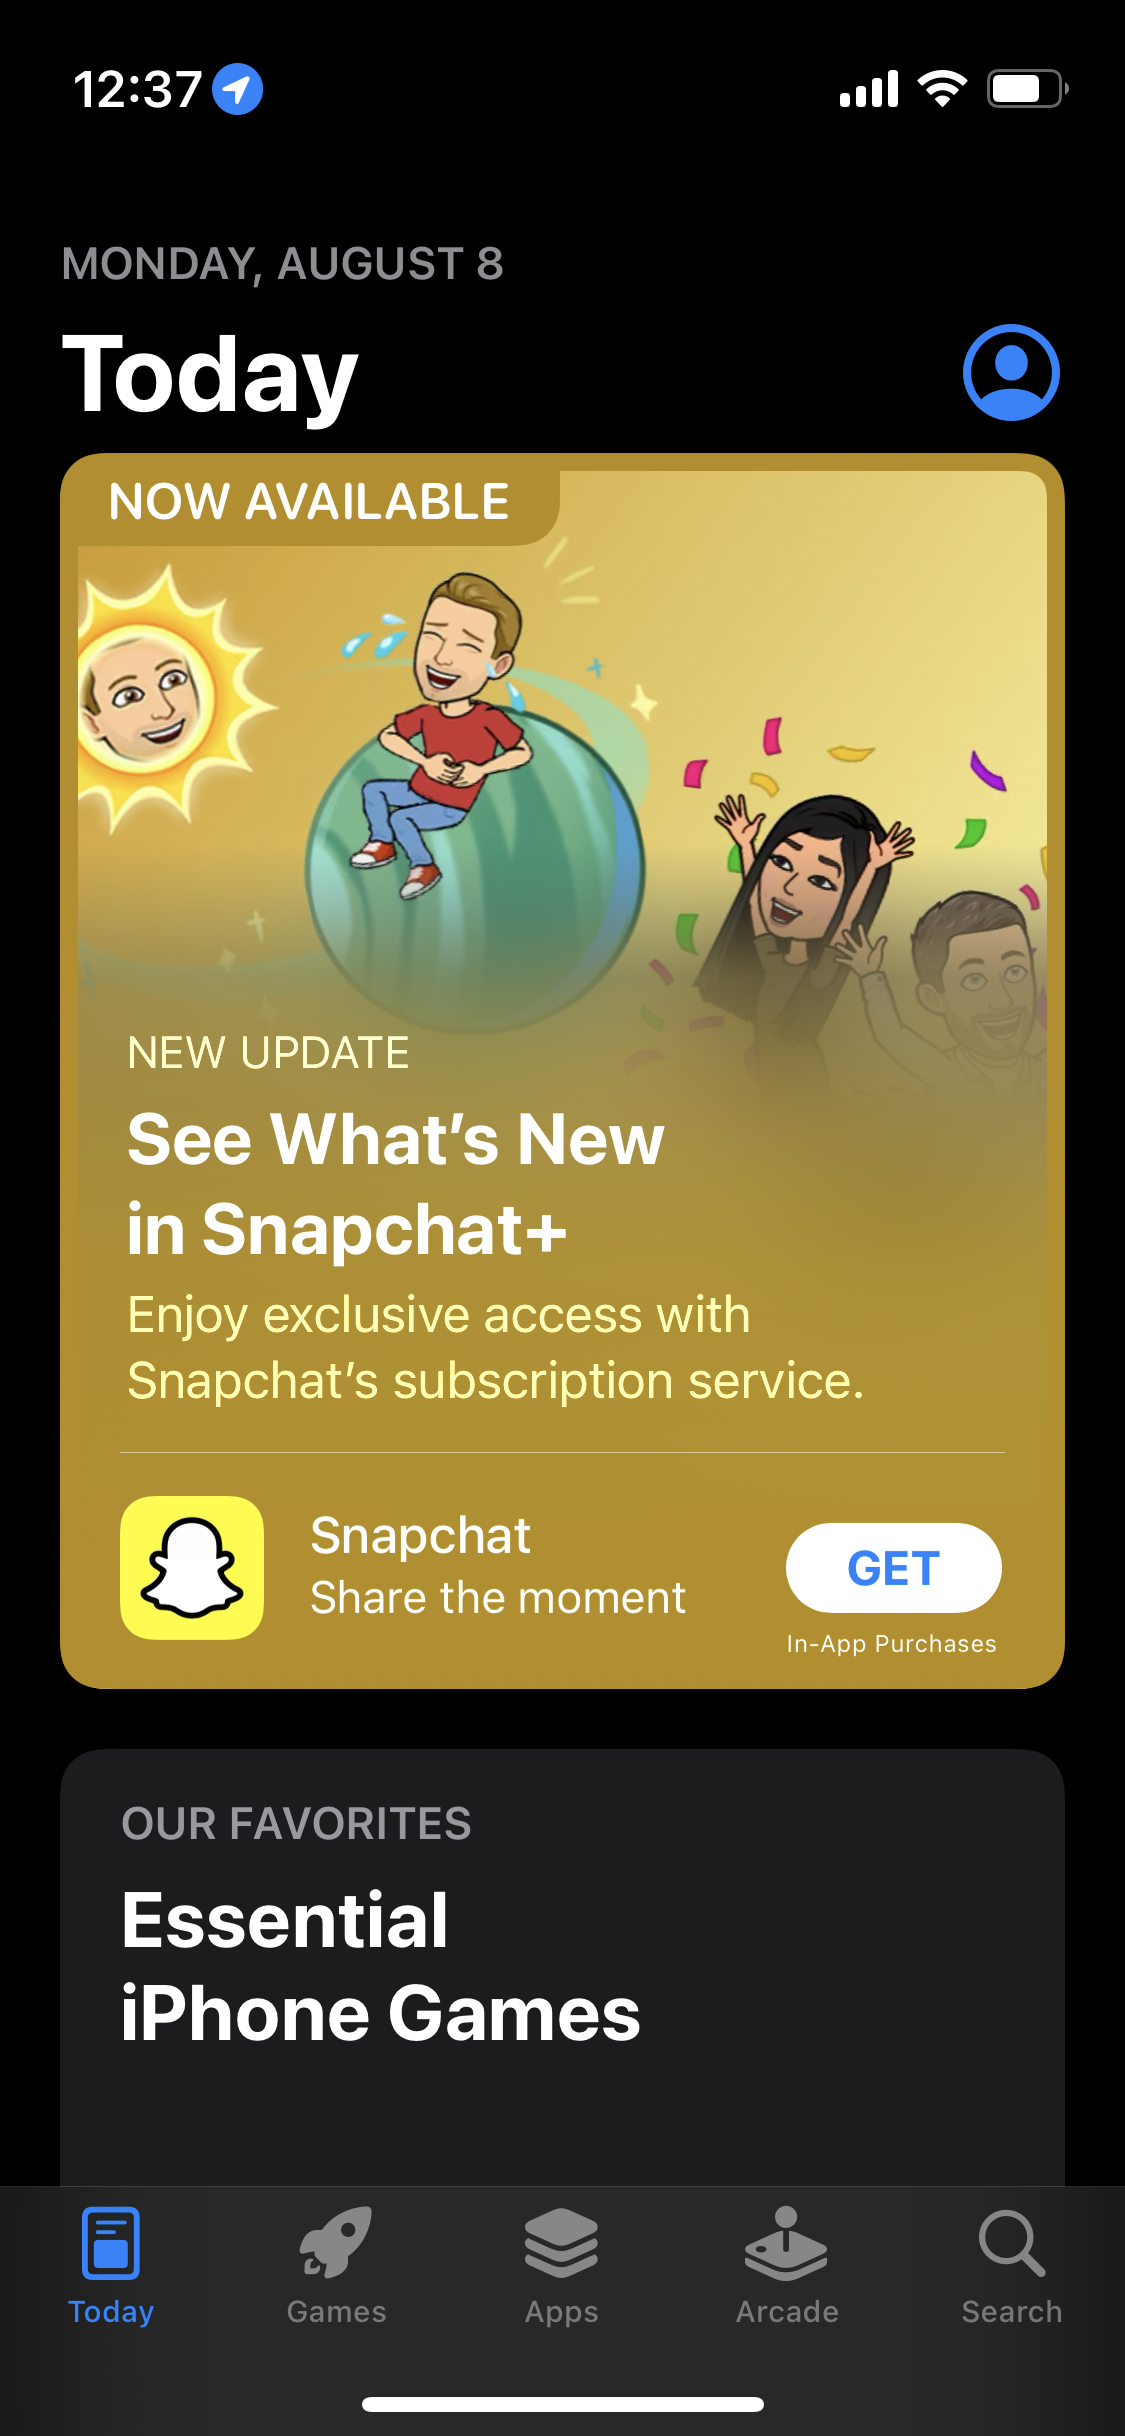 12:37
MONDAY, AUGUST 8
Today
NOW AVAILABLE
NEW UPDATE
See What’s New
in Snapchat+
Enjoy exclusive access with
Snapchat’s subscription service.
Snapchat
Share the moment
GET
In-App Purchases
OUR FAVORITES
Essential
iPhone Games
Today
Games
Apps
Arcade
Search